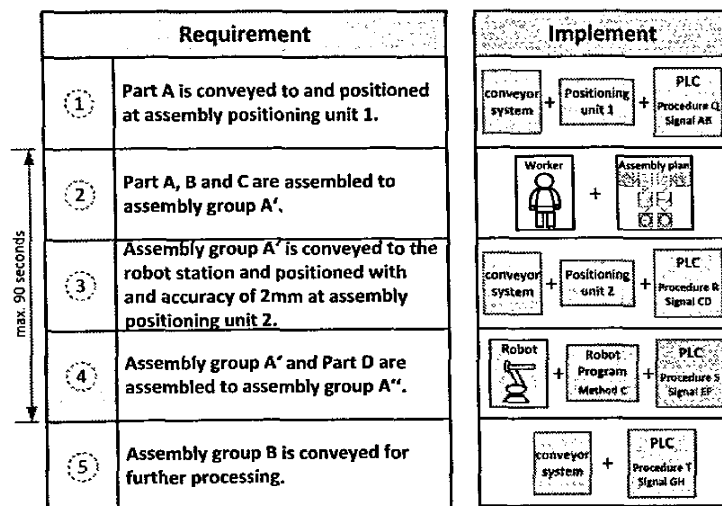 Requirement
Implement
1
Part A is conveyed to and positioned
at assembly positioning unit 1.
conveyor
system
+
Positioning
unit 1
+
PLC
Procedure Q
Signal AB
max. 90 seconds
2
Part A, B and C are assembled to
assembly group A'.
Worker
+
Assembly plan
3
Assembly group A' is conveyed to the
robot station and positioned with
and accuracy of 2mm at assembly
positioning unit 2.
conveyor
system
+
Positioning
unit 2
+
PLC
Procedure R
Signal CD
4
Assembly group A' and Part D are
assembled to assembly group A''.
Robot
+
Robot
Program
Method C
+
PLC
Procedure S
Signal EF
5
Assembly group B is conveyed for
further processing.
conveyor
system
+
PLC
Procedure T
Signal GH